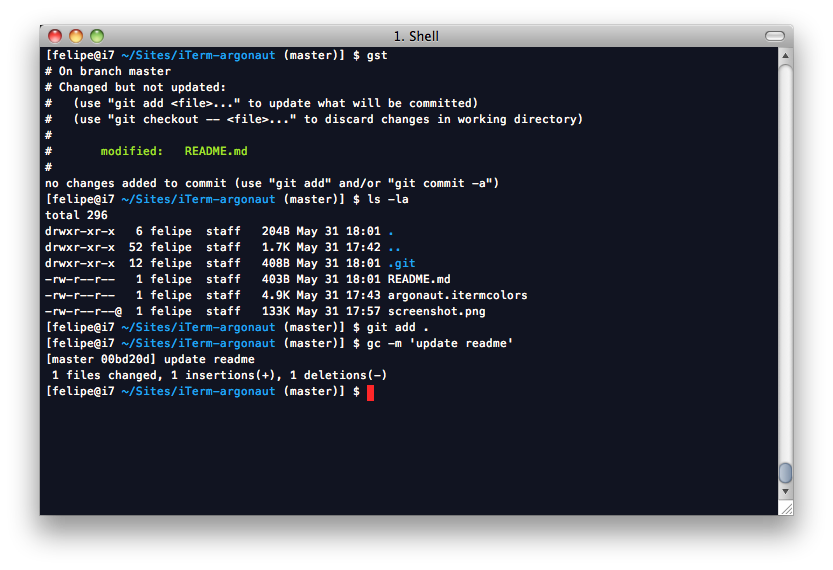 1. Shell
[felipe@i7 ~/Sites/iTerm-argonaut (master)] $ gst
# On branch master
# Changed but not updated:
#   (use "git add <file>..." to update what will be committed)
#   (use "git checkout -- <file>..." to discard changes in working directory)
#
#       modified:   README.md
#
no changes added to commit (use "git add" and/or "git commit -a")
[felipe@i7 ~/Sites/iTerm-argonaut (master)] $ ls -la
total 296
drwxr-xr-x   6 felipe  staff   204B May 31 18:01 .
drwxr-xr-x  52 felipe  staff   1.7K May 31 17:42 ..
drwxr-xr-x  12 felipe  staff   408B May 31 18:01 .git
-rw-r--r--   1 felipe  staff   403B May 31 18:01 README.md
-rw-r--r--   1 felipe  staff   4.9K May 31 17:43 argonaut.itermcolors
-rw-r--r--@  1 felipe  staff   133K May 31 17:57 screenshot.png
[felipe@i7 ~/Sites/iTerm-argonaut (master)] $ git add .
[felipe@i7 ~/Sites/iTerm-argonaut (master)] $ gc -m 'update readme'
[master 00bd20d] update readme
 1 files changed, 1 insertions(+), 1 deletions(-)
[felipe@i7 ~/Sites/iTerm-argonaut (master)] $